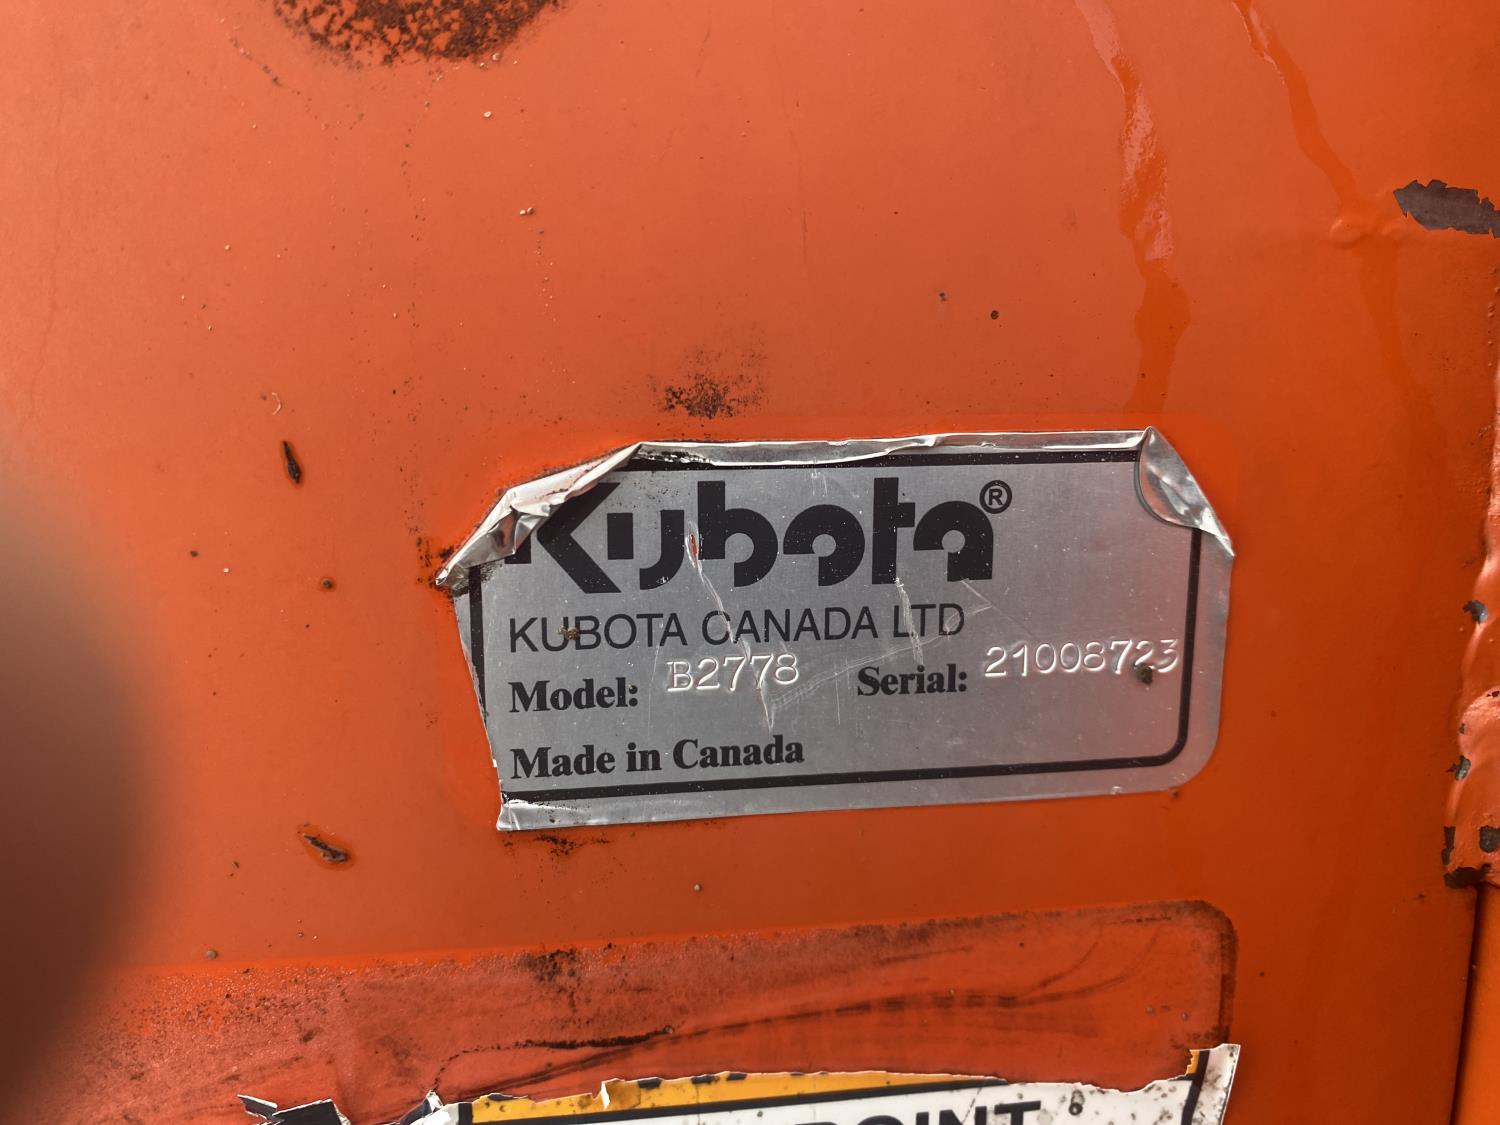 Kubota®
KUBOTA CANADA LTD
Model: B2778 Serial: 21008723
Made in Canada